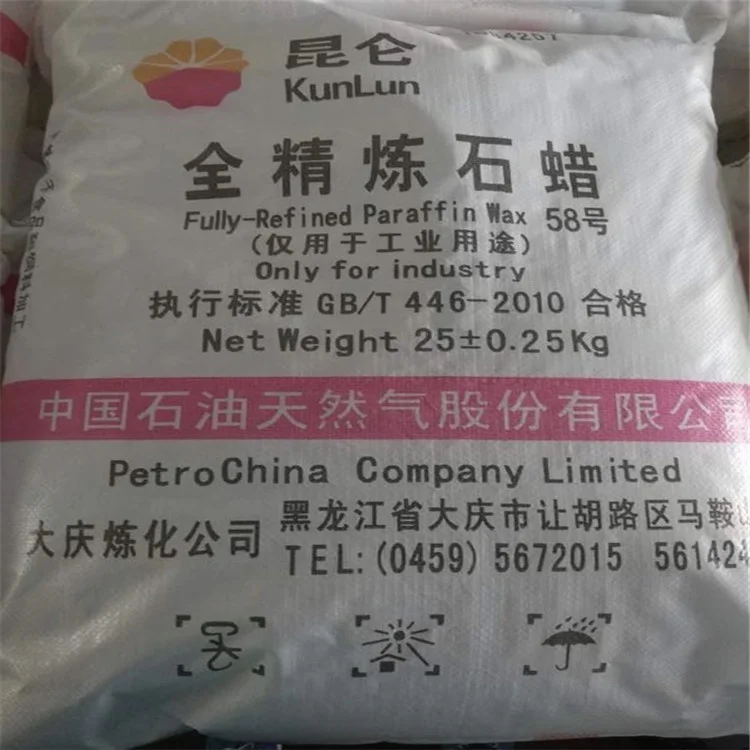 昆仑
KunLun
全精炼石蜡
Fully-Refined Paraffin Wax 58号
(仅用于工业用途)
Only for industry
执行标准 GB/T 446-2010 合格
Net Weight 25±0.25Kg
中国石油天然气股份有限公司
PetroChina Company Limited
大庆炼化公司
黑龙江省大庆市让胡路区马鞍
TEL:(0459) 5672015 561424